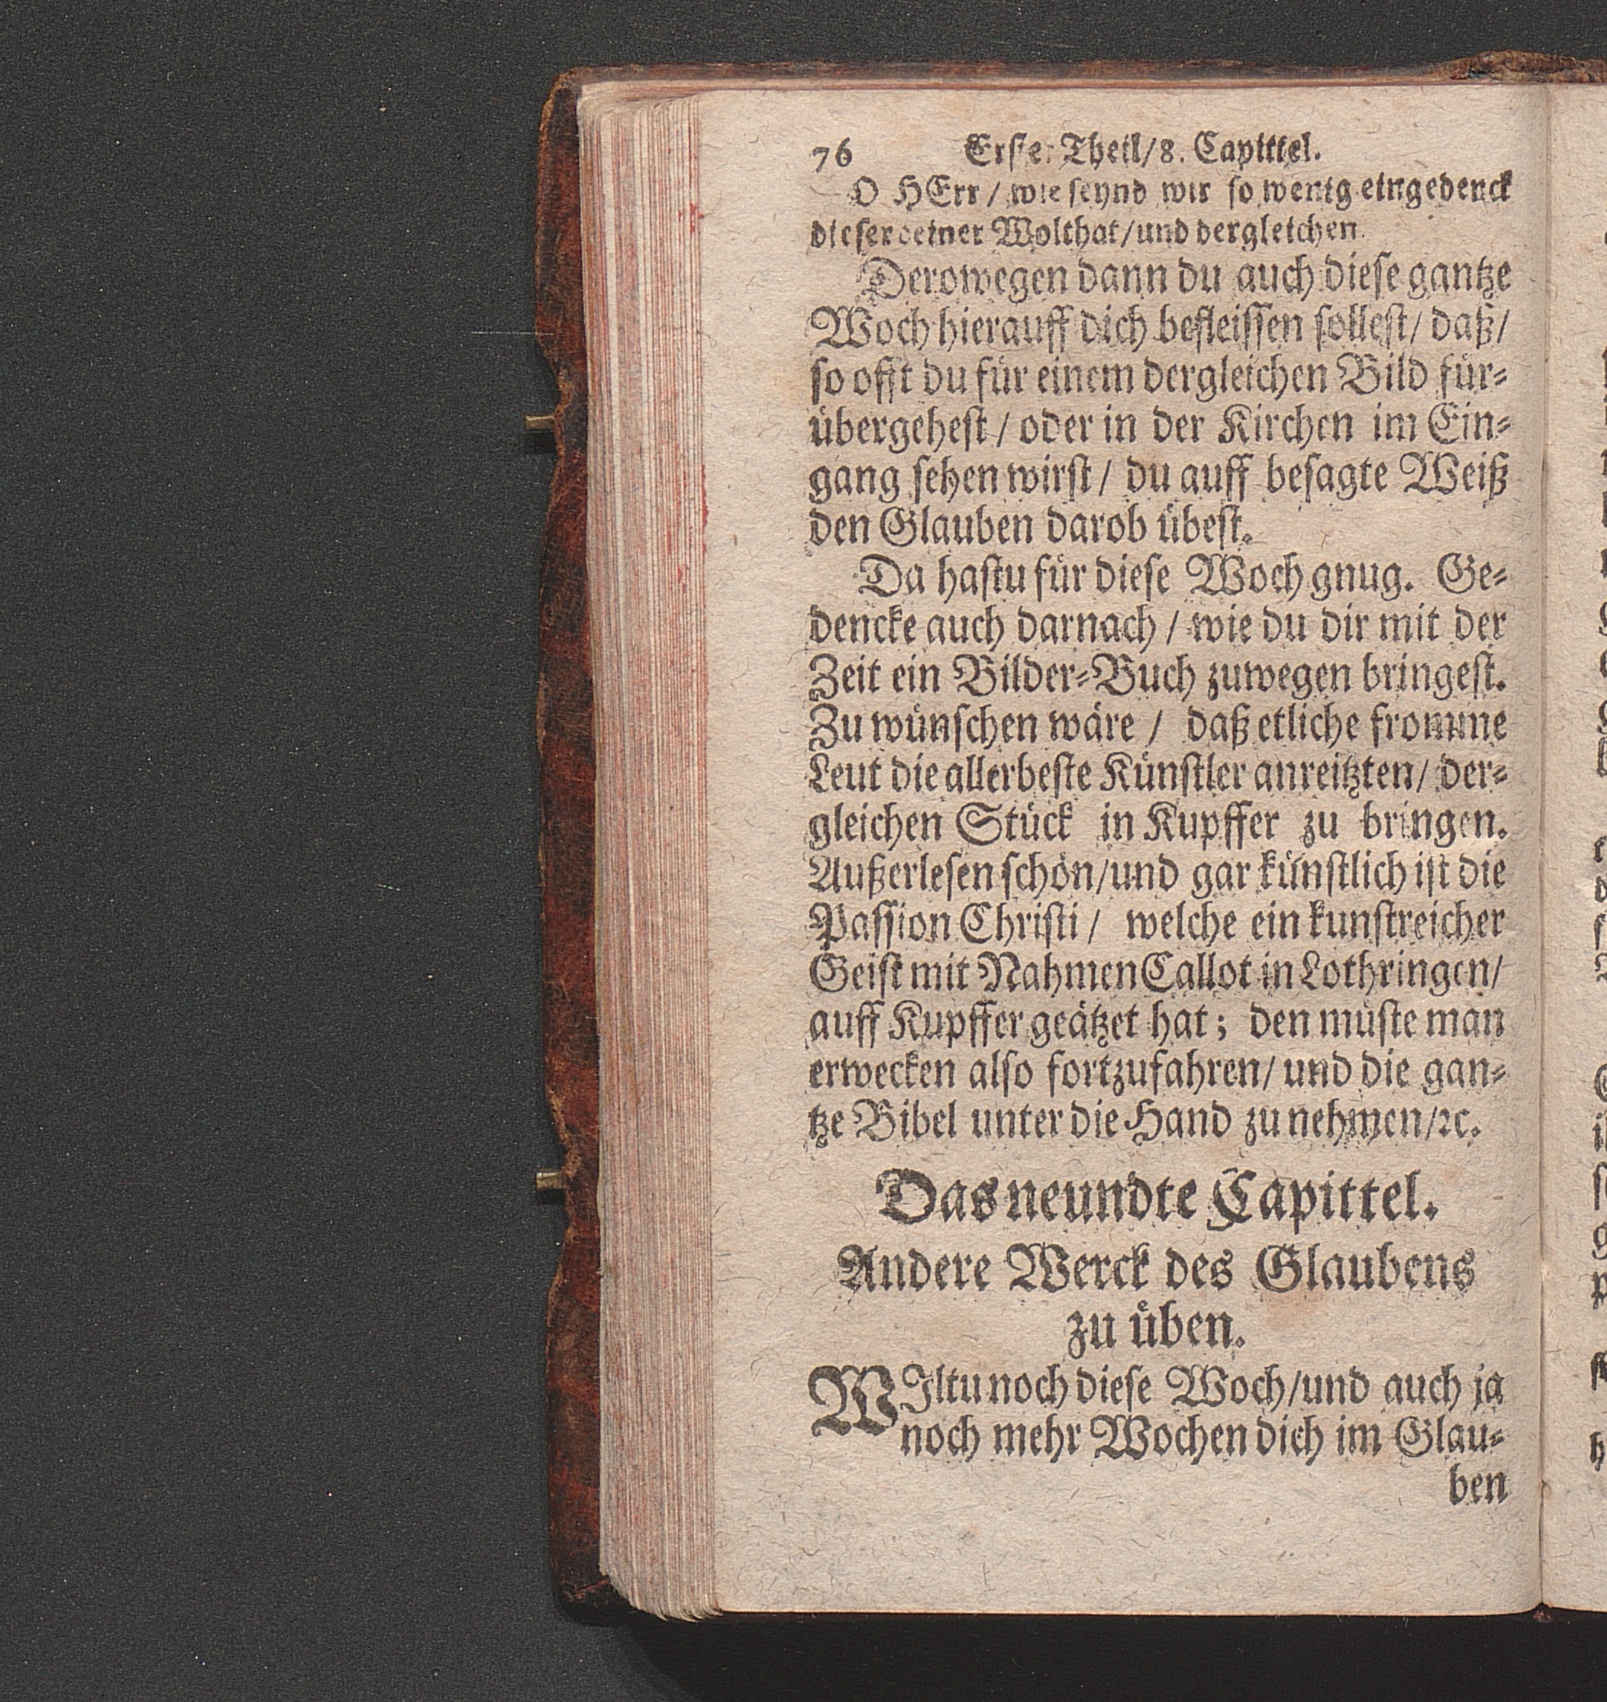 76 Erster Theil/8. Capittel.
O HErr / wie seynd wir so wenig eingedenck
dieser deiner Wolthat/und dergleichen.
Derowegen dann du auch diese gantze
Woch hierauff dich befleissen sollest/ daß/
so offt du für einem dergleichen Bild für-
übergehest / oder in der Kirchen im Ein-
gang sehen wirst / du auff besagte Weiß
den Glauben darob übest.
Da hastu für diese Woch gnug. Ge-
dencke auch darnach / wie du dir mit der
Zeit ein Bilder-Buch zuwegen bringest.
Zu wünschen wäre / daß etliche fromme
Leut die allerbeste Künstler anreitzten/ der-
gleichen Stück in Kupffer zu bringen.
Außerlesen schön/und gar künstlich ist die
Passion Christi / welche ein kunstreicher
Geist mit Nahmen Callot in Lothringen/
auff Kupffer geätzet hat; den müste man
erwecken also fortzufahren/ und die gan-
tze Bibel unter die Hand zu nehmen/ꝛc.
Das neundte Capittel.
Andere Werck des Glaubens
zu üben.
WIltu noch diese Woch/und auch ja
noch mehr Wochen dich im Glau-
ben